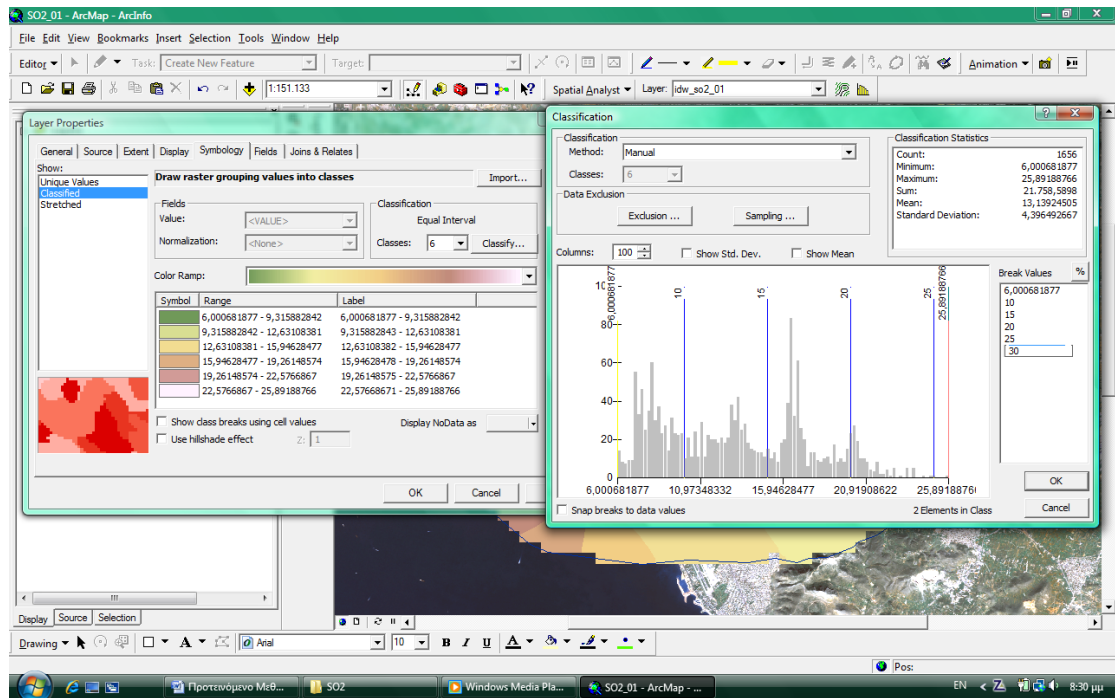 SO2_01 - ArcMap - ArcInfo
File Edit View Bookmarks Insert Selection Tools Window Help
Editor Task: Create New Feature Target: Animation
1:151.133 Spatial Analyst Layer: idw_so2_01
Layer Properties
General Source Extent Display Symbology Fields Joins & Relates
Show:
Unique Values
Classified
Stretched
Draw raster grouping values into classes
Import...
Fields
Value: <VALUE>
Normalization: <None>
Classification
Equal Interval
Classes: 6 Classify...
Color Ramp:
Symbol Range Label
6,000681877 - 9,315882842 6,000681877 - 9,315882842
9,315882842 - 12,63108381 9,315882843 - 12,63108381
12,63108381 - 15,94628477 12,63108382 - 15,94628477
15,94628477 - 19,26148574 15,94628478 - 19,26148574
19,26148574 - 22,5766867 19,26148575 - 22,5766867
22,5766867 - 25,89188766 22,57668671 - 25,89188766
Show class breaks using cell values
Display NoData as
Use hillshade effect Z: 1
OK Cancel
Classification
Classification
Method: Manual
Classes: 6
Data Exclusion
Exclusion ... Sampling ...
Classification Statistics
Count: 1656
Minimum: 6,000681877
Maximum: 25,89188766
Sum: 21.758,5898
Mean: 13,13924505
Standard Deviation: 4,396492667
Columns: 100 Show Std. Dev. Show Mean
6,000681877 10 15 20 25 25,89188766
80
60
40
20
0
6,000681877 10,97348332 15,94628477 20,91908622 25,89188766
Break Values %
6,000681877
10
15
20
25
30
OK
Cancel
Snap breaks to data values
2 Elements in Class
Display Source Selection
Drawing A Arial 10 B I U A
Pos:
Προτεινόμενο Μεθ... SO2 Windows Media Pla... SO2_01 - ArcMap - ... EN 8:30 μμ